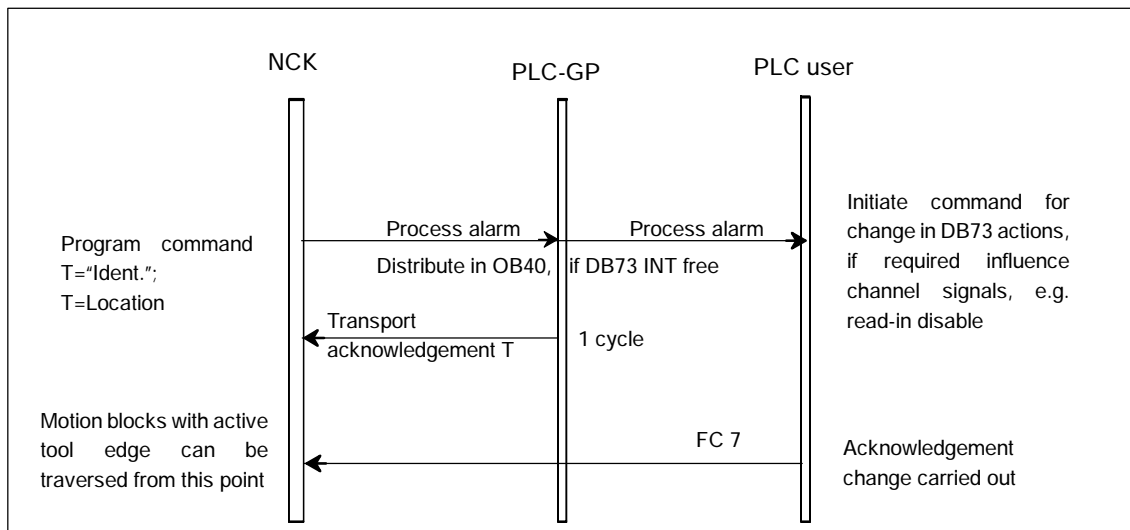 NCK
PLC-GP
PLC user
Program command
T="Ident.";
T=Location
Process alarm
Process alarm
Distribute in OB40, if DB73 INT free
Initiate command for
change in DB73 actions,
if required influence
channel signals, e.g.
read-in disable
Transport
acknowledgement T
1 cycle
Motion blocks with active
tool edge can be
traversed from this point
FC 7
Acknowledgement
change carried out